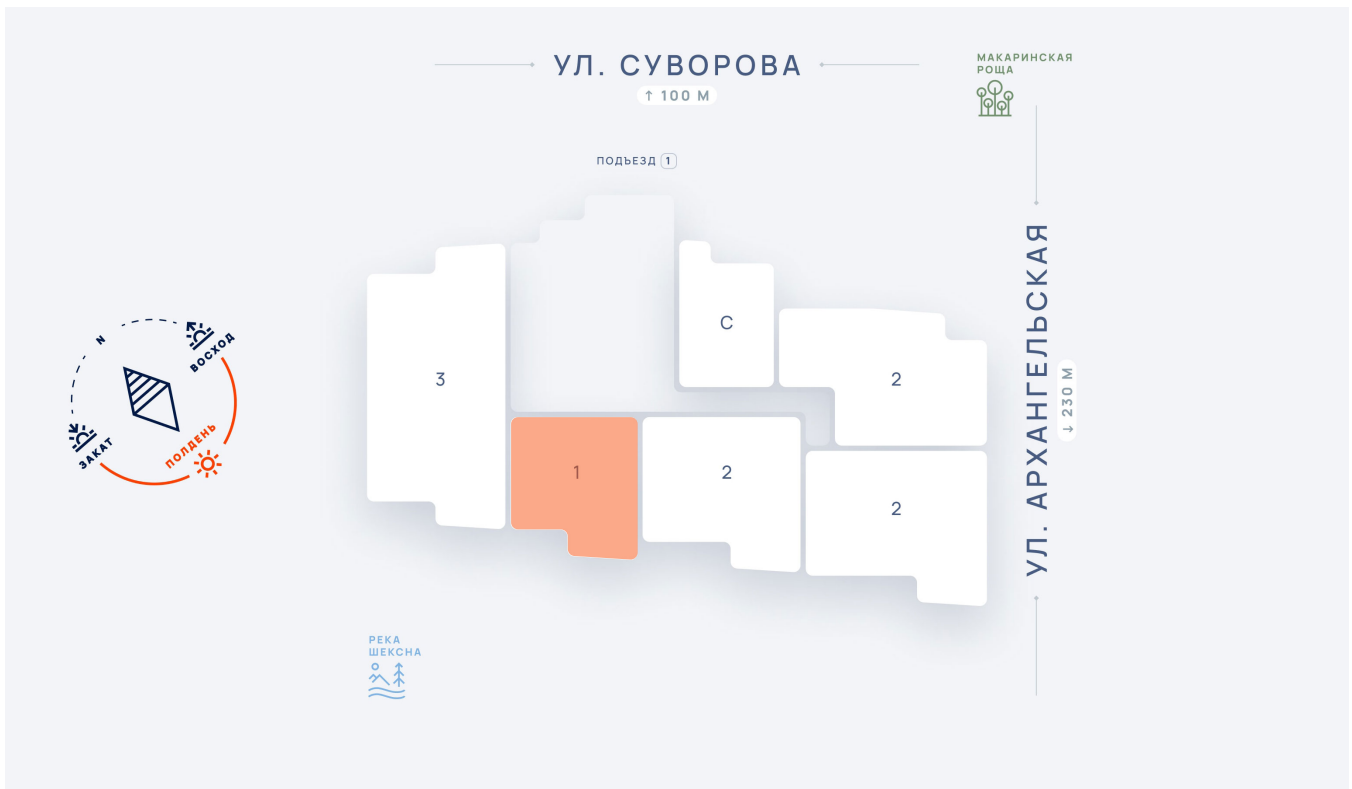 УЛ. СУВОРОВА
↑ 100 М
МАКАРИНСКАЯ
РОЩА
ПОДЪЕЗД 1
3
С
2
1
2
2
N
ВОСХОД
ПОЛДЕНЬ
ЗАКАТ
УЛ. АРХАНГЕЛЬСКАЯ
↓ 230 М
РЕКА
ШЕКСНА